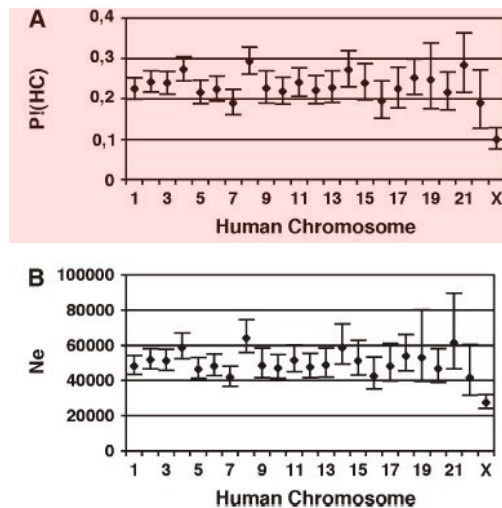 A
0,4
0,3
0,2
0,1
0
P!(HC)
1 3 5 7 9 11 13 15 17 19 21 X
Human Chromosome
B
100000
80000
60000
40000
20000
0
Ne
1 3 5 7 9 11 13 15 17 19 21 X
Human Chromosome